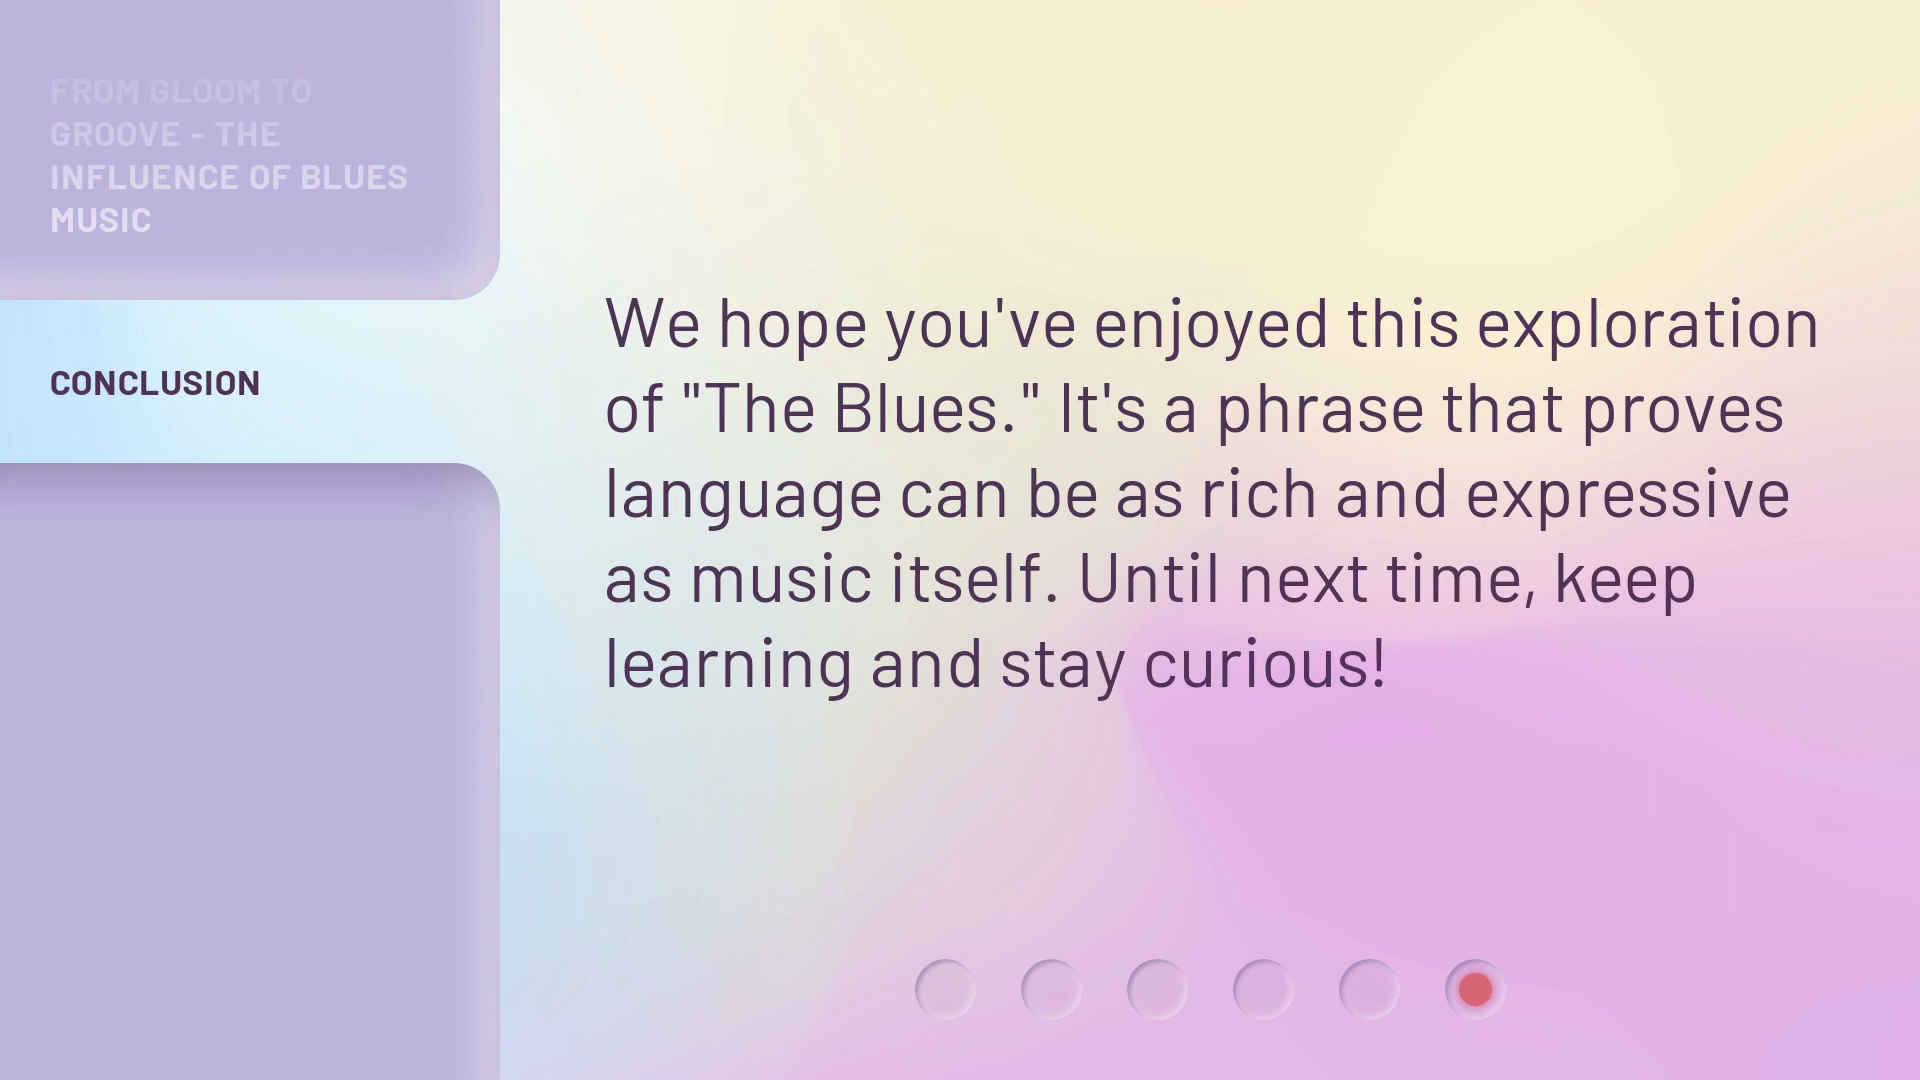 FROM GLOOM TO
GROOVE - THE
INFLUENCE OF BLUES
MUSIC
CONCLUSION
We hope you've enjoyed this exploration
of "The Blues." It's a phrase that proves
language can be as rich and expressive
as music itself. Until next time, keep
learning and stay curious!